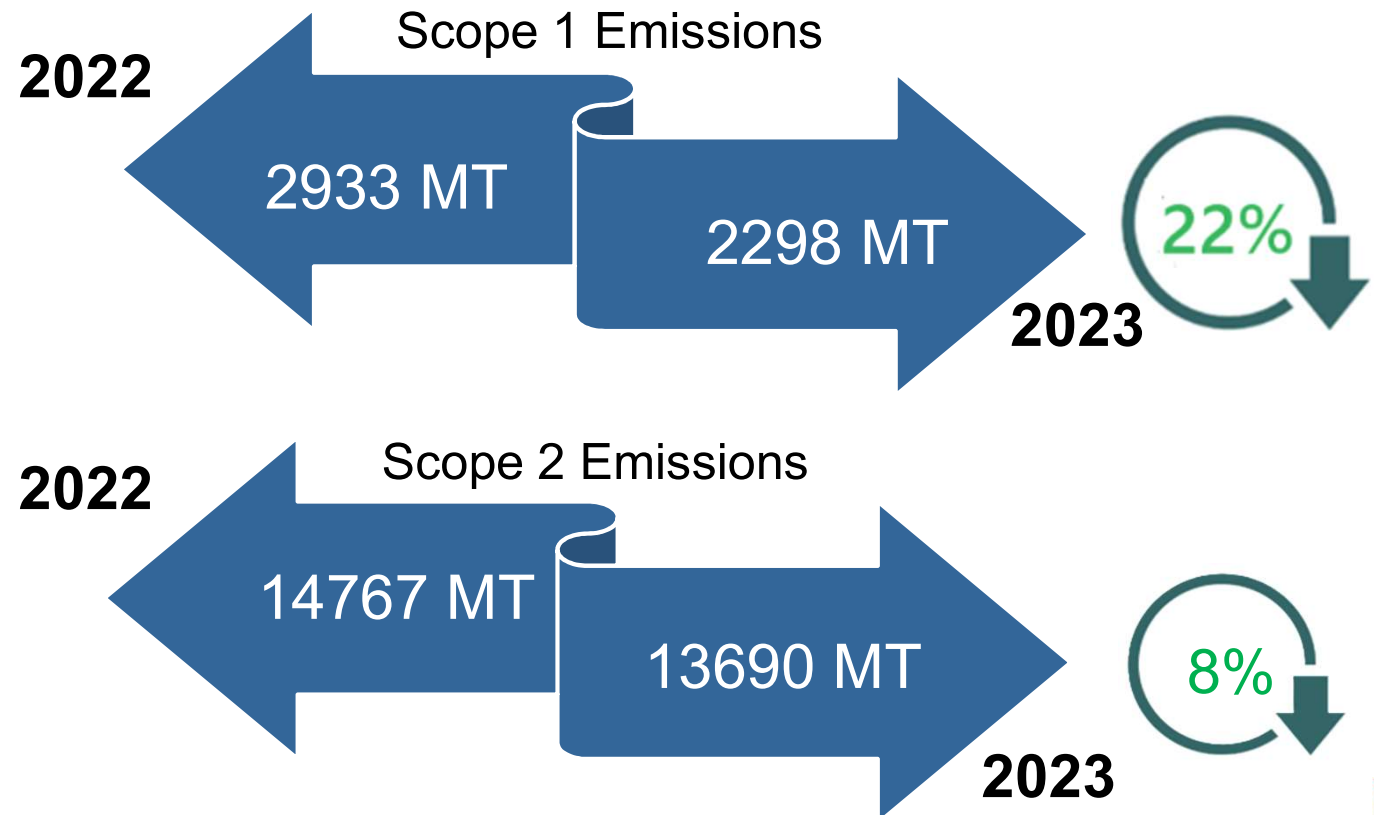 Scope 1 Emissions
2022
2933 MT
2298 MT
22%
2023
Scope 2 Emissions
2022
14767 MT
13690 MT
8%
2023